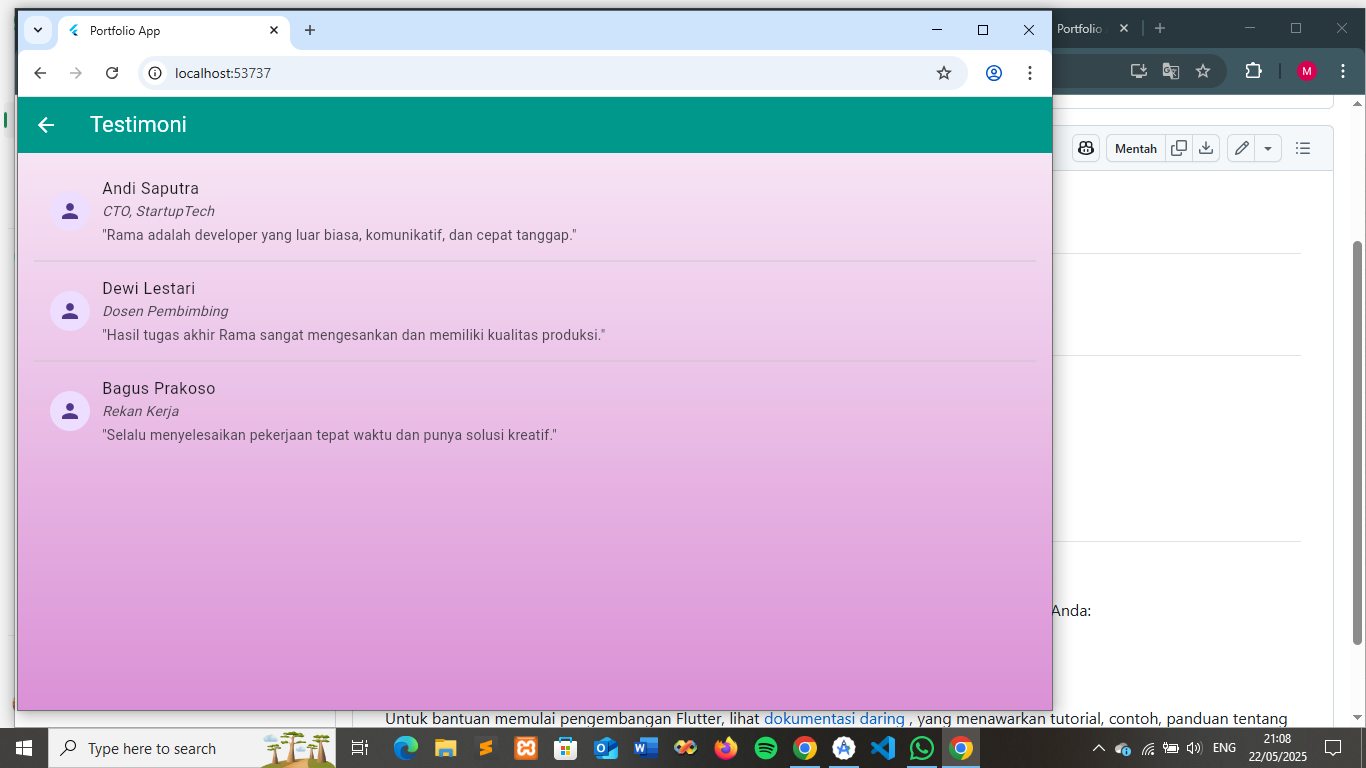 Portfolio App
Portfolio
localhost:53737
M
Testimoni
Mentah
Andi Saputra
CTO, StartupTech
"Rama adalah developer yang luar biasa, komunikatif, dan cepat tanggap."
Dewi Lestari
Dosen Pembimbing
"Hasil tugas akhir Rama sangat mengesankan dan memiliki kualitas produksi."
Bagus Prakoso
Rekan Kerja
"Selalu menyelesaikan pekerjaan tepat waktu dan punya solusi kreatif."
Anda:
Untuk bantuan memulai pengembangan Flutter, lihat dokumentasi daring , yang menawarkan tutorial, contoh, panduan tentang
Type here to search
ENG
21:08
22/05/2025